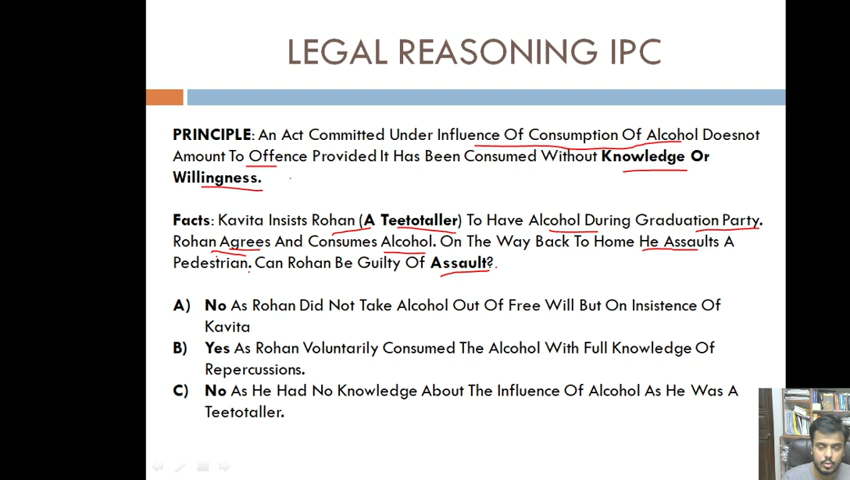 LEGAL REASONING IPC
PRINCIPLE: An Act Committed Under Influence Of Consumption Of Alcohol Doesnot
Amount To Offence Provided It Has Been Consumed Without Knowledge Or
Willingness.
Facts: Kavita Insists Rohan (A Teetotaller) To Have Alcohol During Graduation Party.
Rohan Agrees And Consumes Alcohol. On The Way Back To Home He Assaults A
Pedestrian. Can Rohan Be Guilty Of Assault?
A) No As Rohan Did Not Take Alcohol Out Of Free Will But On Insistence Of
Kavita
B) Yes As Rohan Voluntarily Consumed The Alcohol With Full Knowledge Of
Repercussions.
C) No As He Had No Knowledge About The Influence Of Alcohol As He Was A
Teetotaller.